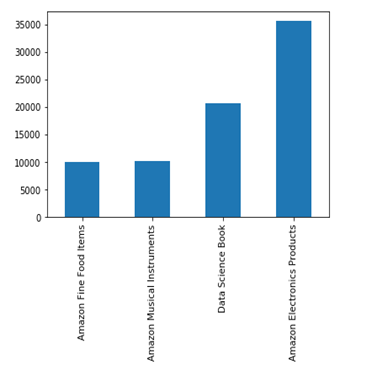 35000
30000
25000
20000
15000
10000
5000
0
Amazon Fine Food Items
Amazon Musical Instruments
Data Science Book
Amazon Electronics Products